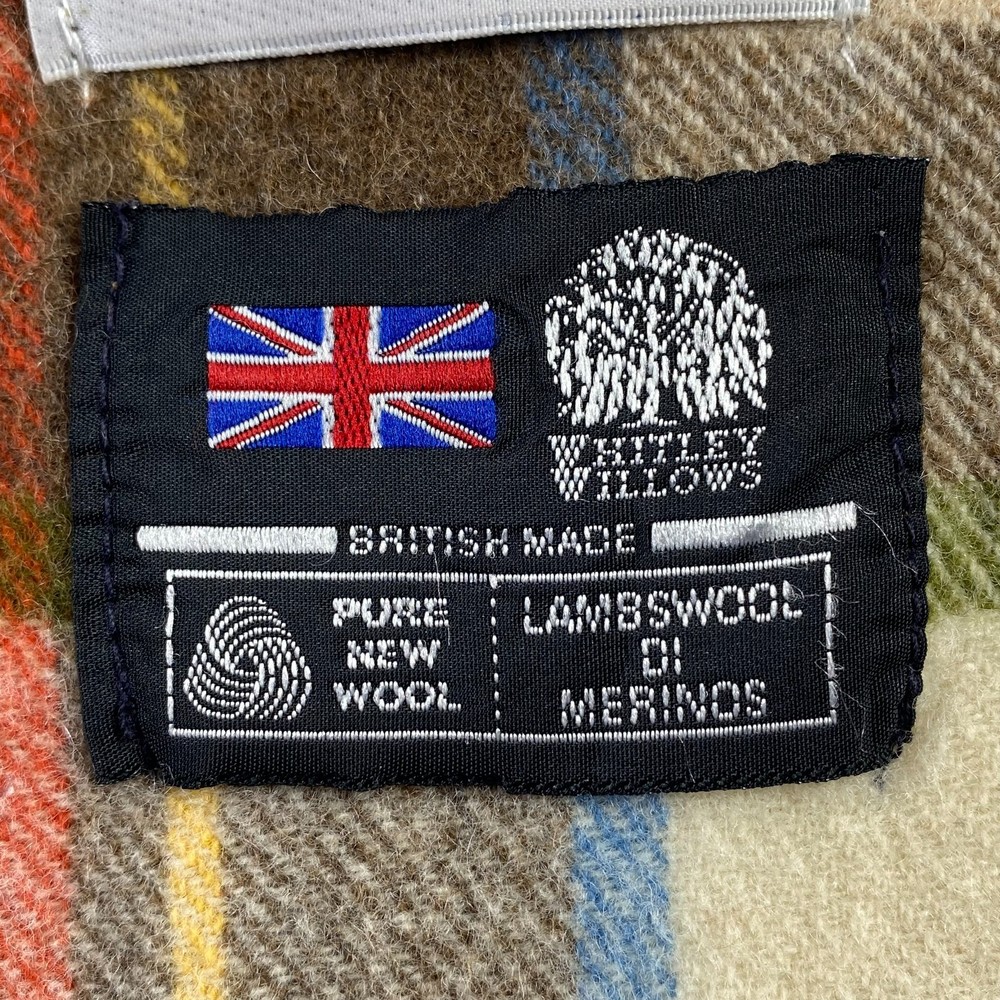 WHITLEY
WILLOWS
BRITISH MADE
PURE
NEW
WOOL
LAMBSWOOL
DI
MERINOS